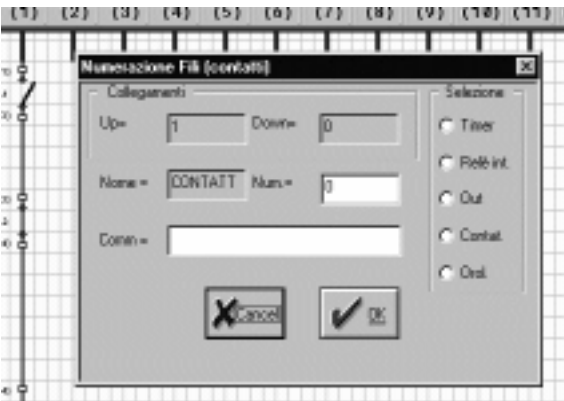 (1) (2) (3) (4) (5) (6) (7) (8) (9) (10) (11)
Numerazione Fili (contatti)
Collegamenti
Up= 1 Down= 0
Nome = CONTATT Num.= 0
Comm =
Cancel OK
Selezione
Timer
Relè int.
Out
Contat.
Orol.